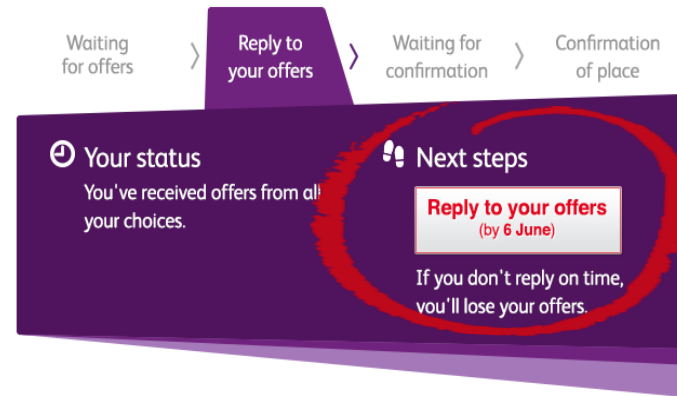 Waiting
for offers
Reply to
your offers
Waiting for
confirmation
Confirmation
of place
Your status
You've received offers from all
your choices.
Next steps
Reply to your offers
(by 6 June)
If you don't reply on time,
you'll lose your offers.